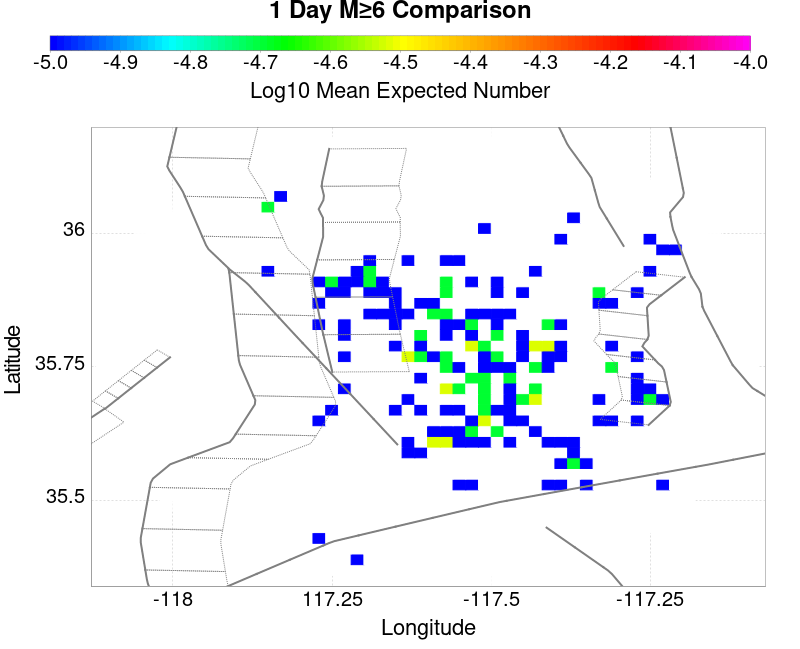 1 Day M≥6 Comparison
-5.0 -4.9 -4.8 -4.7 -4.6 -4.5 -4.4 -4.3 -4.2 -4.1 -4.0
Log10 Mean Expected Number
36
35.75
35.5
Latitude
-118 117.25 -117.5 -117.25
Longitude